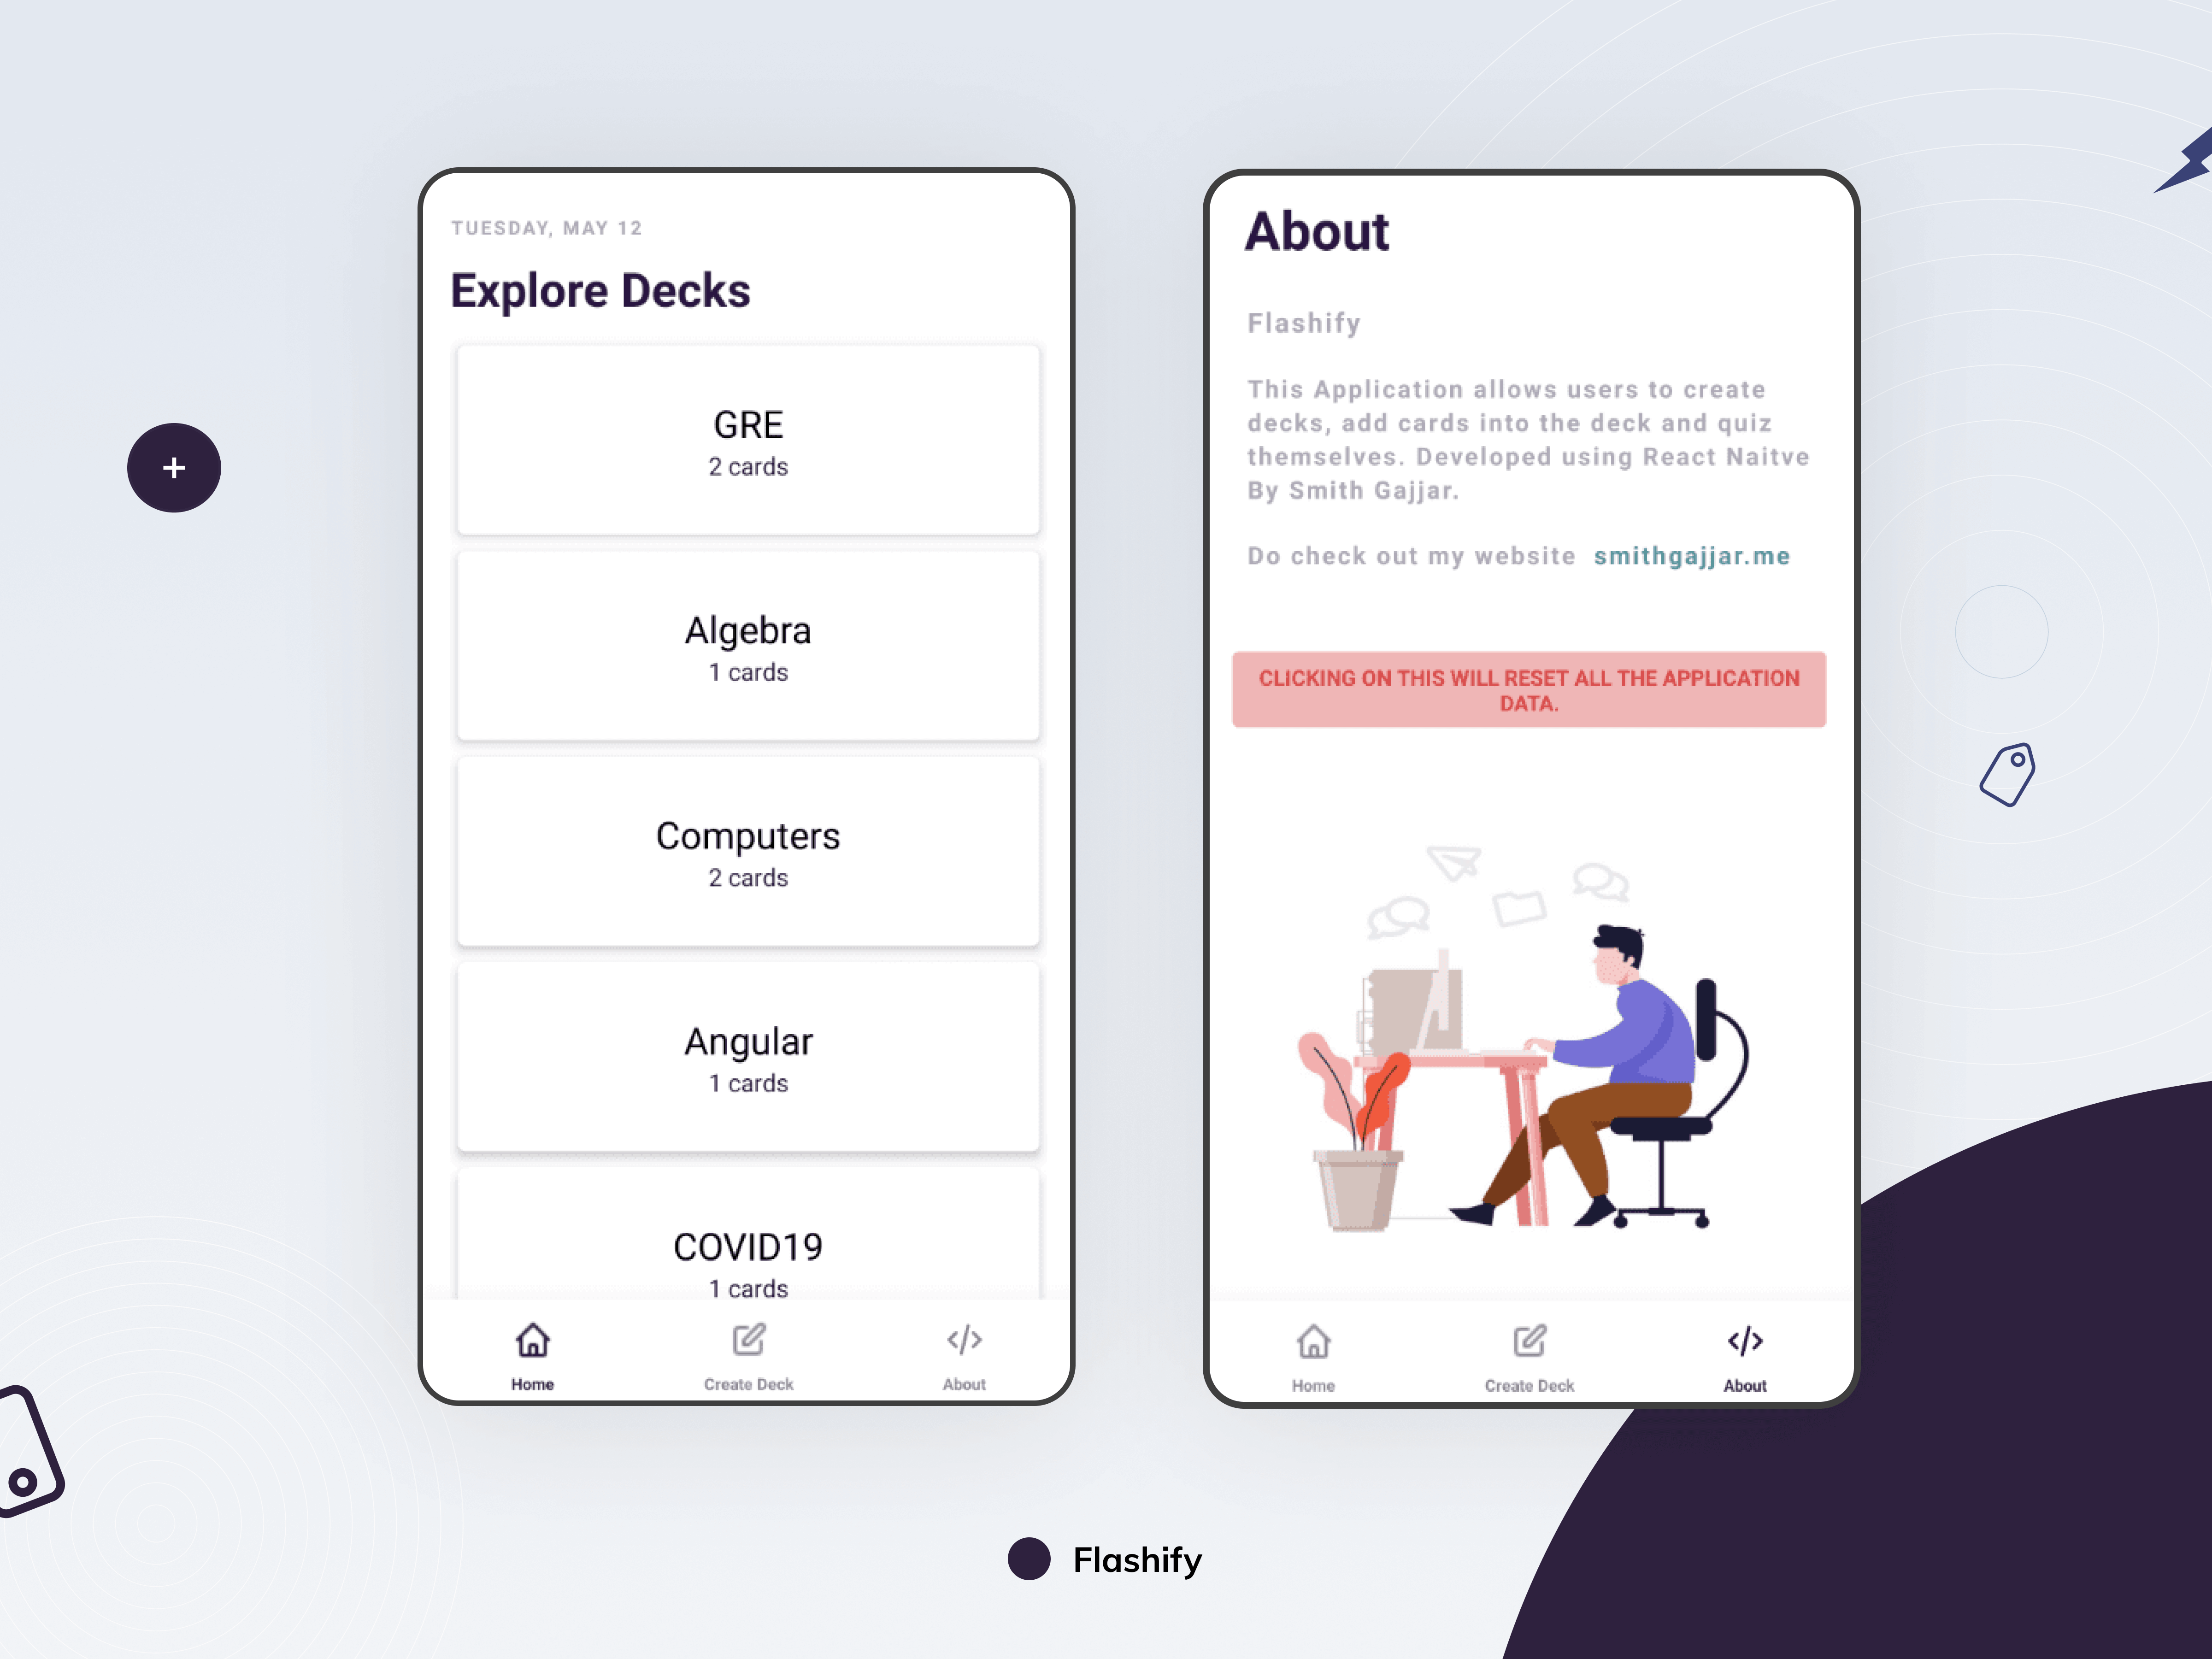 TUESDAY, MAY 12
Explore Decks
GRE
2 cards
Algebra
1 cards
Computers
2 cards
Angular
1 cards
COVID19
1 cards
Home
Create Deck
About
About
Flashify
This Application allows users to create
decks, add cards into the deck and quiz
themselves. Developed using React Naitve
By Smith Gajjar.
Do check out my website smithgajjar.me
CLICKING ON THIS WILL RESET ALL THE APPLICATION
DATA.
Home
Create Deck
About
Flashify